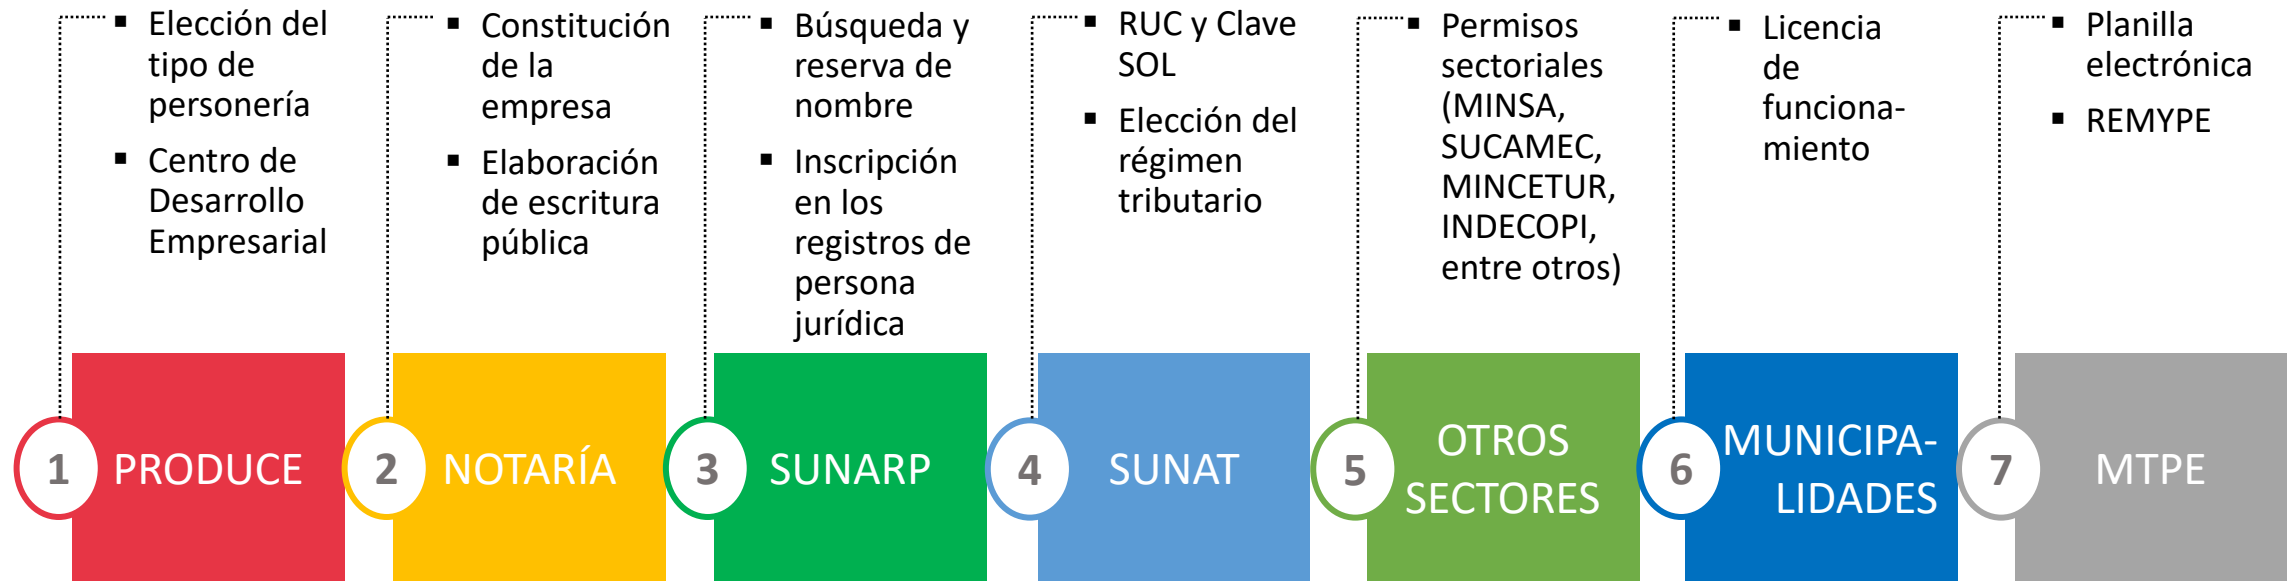 ▪ Elección del
tipo de
personería
▪ Centro de
Desarrollo
Empresarial
▪ Constitución
de la
empresa
▪ Elaboración
de escritura
pública
▪ Búsqueda y
reserva de
nombre
▪ Inscripción
en los
registros de
persona
jurídica
▪ RUC y Clave
SOL
▪ Elección del
régimen
tributario
▪ Permisos
sectoriales
(MINSA,
SUCAMEC,
MINCETUR,
INDECOPI,
entre otros)
▪ Licencia
de
funciona-
miento
▪ Planilla
electrónica
▪ REMYPE
1 PRODUCE
2 NOTARÍA
3 SUNARP
4 SUNAT
5 OTROS
SECTORES
6 MUNICIPA-
LIDADES
7 MTPE